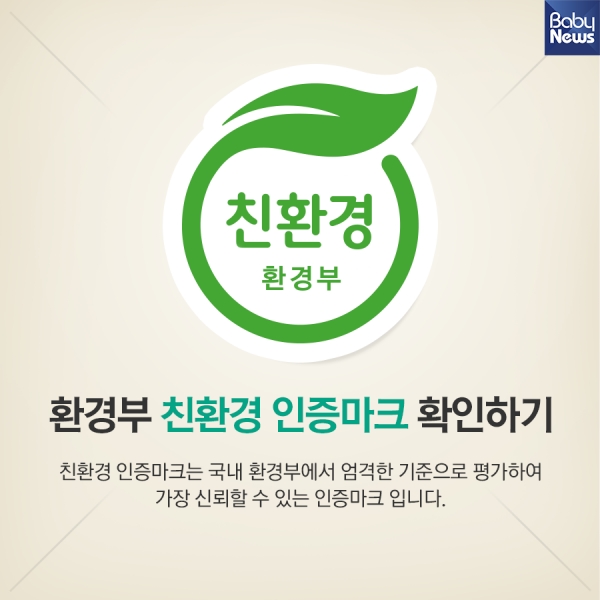 Baby
News
친환경
환경부
환경부 친환경 인증마크 확인하기
친환경 인증마크는 국내 환경부에서 엄격한 기준으로 평가하여
가장 신뢰할 수 있는 인증마크 입니다.